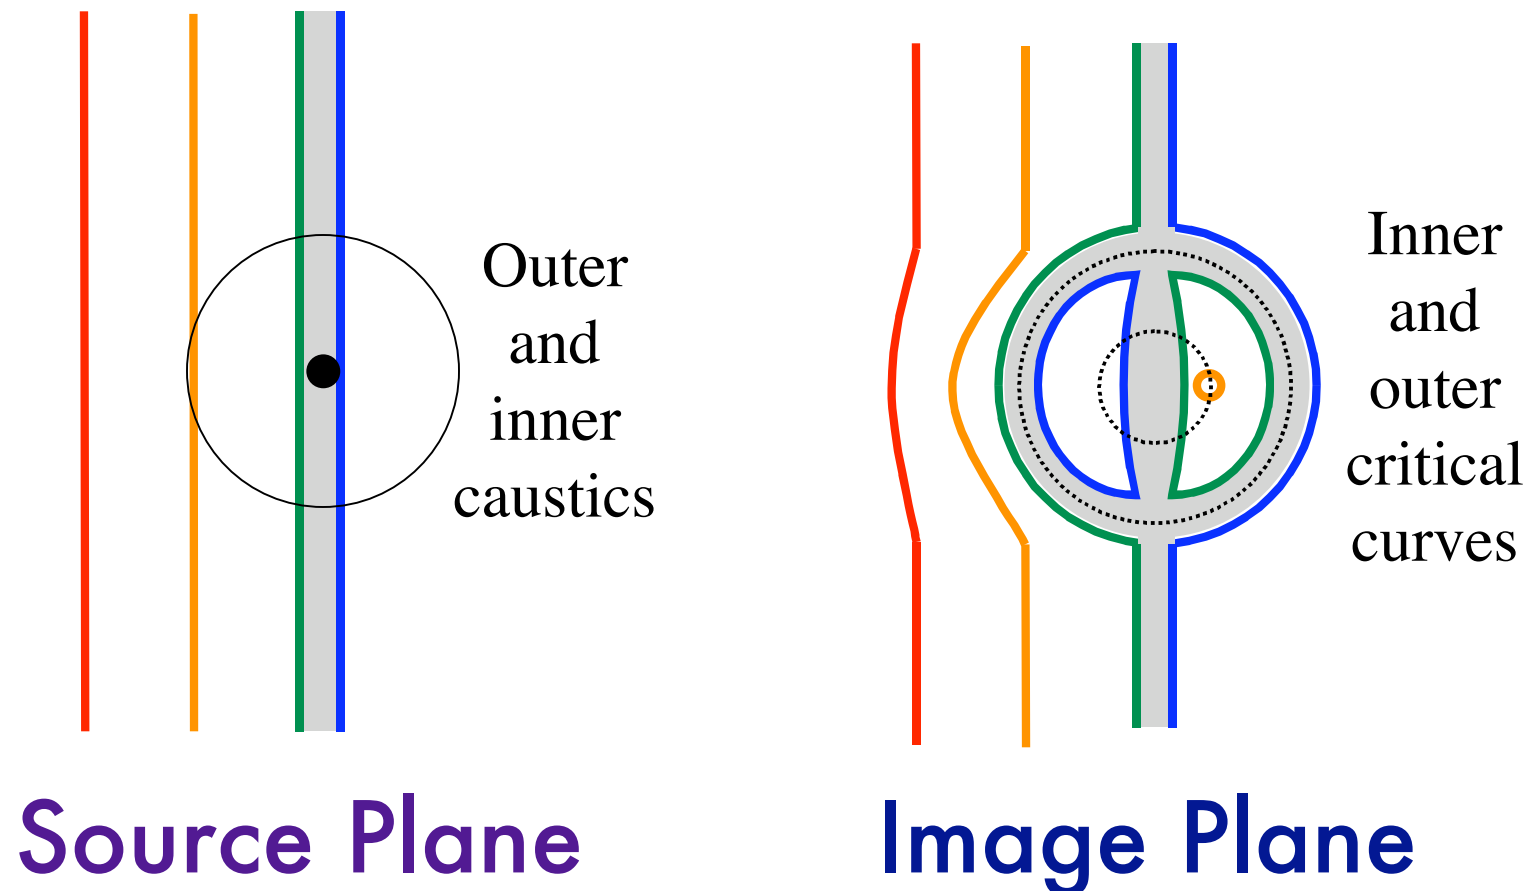 Outer
and
inner
caustics
Inner
and
outer
critical
curves
Source Plane
Image Plane